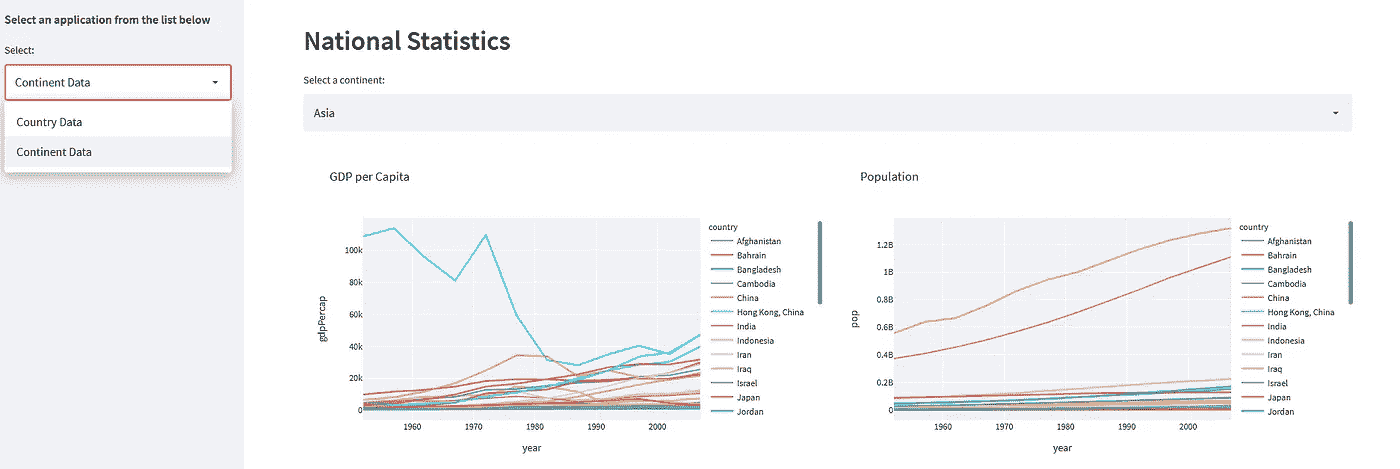 Select an application from the list below
Select:
Continent Data
Country Data
Continent Data
National Statistics
Select a continent:
Asia
GDP per Capita
gdpPercap
100k
80k
60k
40k
20k
0
1960
1970
1980
1990
2000
year
country
Afghanistan
Bahrain
Bangladesh
Cambodia
China
Hong Kong, China
India
Indonesia
Iran
Iraq
Israel
Japan
Jordan
Population
pop
1.2B
1B
0.8B
0.6B
0.4B
0.2B
0
1960
1970
1980
1990
2000
year
country
Afghanistan
Bahrain
Bangladesh
Cambodia
China
Hong Kong, China
India
Indonesia
Iran
Iraq
Israel
Japan
Jordan